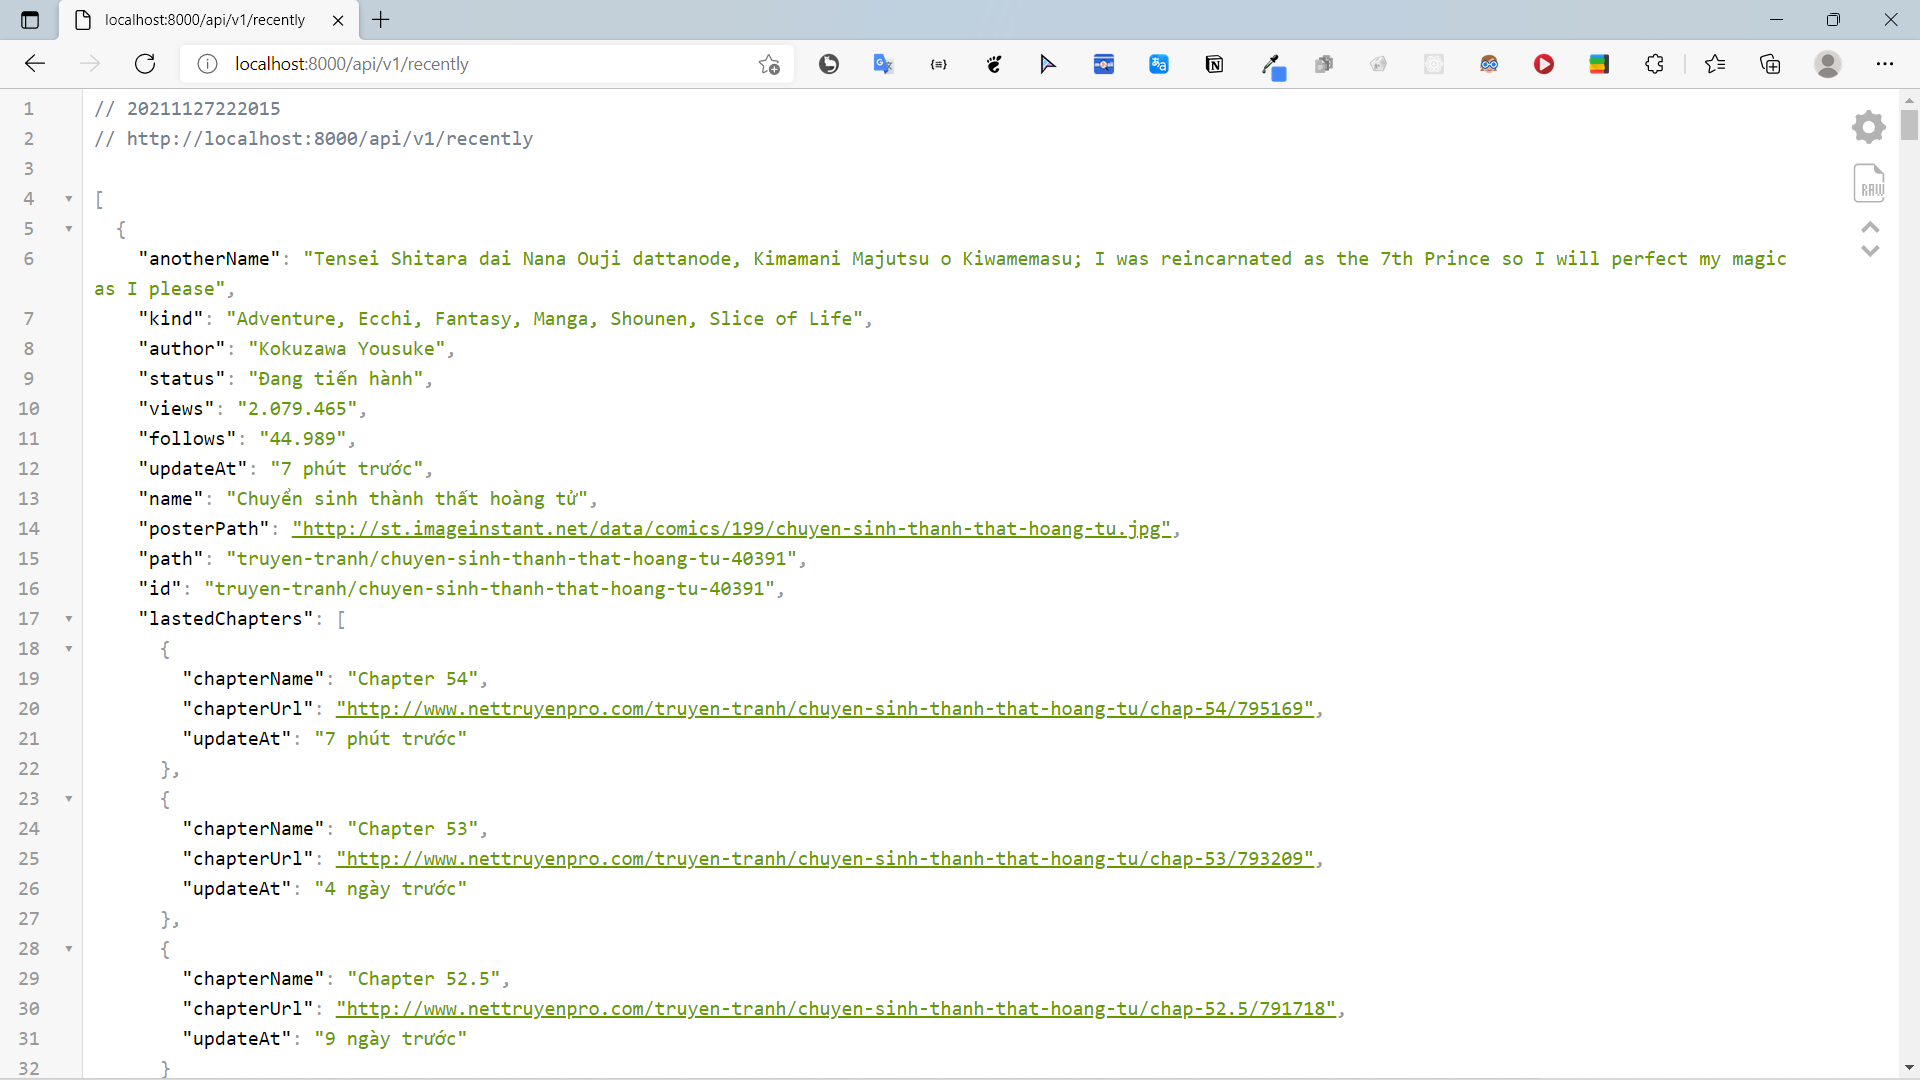 localhost:8000/api/v1/recently
localhost:8000/api/v1/recently
1 // 20211127222015
2 // http://localhost:8000/api/v1/recently
3
4 [
5 {
6 "anotherName": "Tensei Shitara dai Nana Ouji dattanode, Kimamani Majutsu o Kiwamemasu; I was reincarnated as the 7th Prince so I will perfect my magic
as I please",
7 "kind": "Adventure, Ecchi, Fantasy, Manga, Shounen, Slice of Life",
8 "author": "Kokuzawa Yousuke",
9 "status": "Đang tiến hành",
10 "views": "2.079.465",
11 "follows": "44.989",
12 "updateAt": "7 phút trước",
13 "name": "Chuyển sinh thành thất hoàng tử",
14 "posterPath": "http://st.imageinstant.net/data/comics/199/chuyen-sinh-thanh-that-hoang-tu.jpg",
15 "path": "truyen-tranh/chuyen-sinh-thanh-that-hoang-tu-40391",
16 "id": "truyen-tranh/chuyen-sinh-thanh-that-hoang-tu-40391",
17 "lastedChapters": [
18 {
19 "chapterName": "Chapter 54",
20 "chapterUrl": "http://www.nettruyenpro.com/truyen-tranh/chuyen-sinh-thanh-that-hoang-tu/chap-54/795169",
21 "updateAt": "7 phút trước"
22 },
23 {
24 "chapterName": "Chapter 53",
25 "chapterUrl": "http://www.nettruyenpro.com/truyen-tranh/chuyen-sinh-thanh-that-hoang-tu/chap-53/793209",
26 "updateAt": "4 ngày trước"
27 },
28 {
29 "chapterName": "Chapter 52.5",
30 "chapterUrl": "http://www.nettruyenpro.com/truyen-tranh/chuyen-sinh-thanh-that-hoang-tu/chap-52.5/791718",
31 "updateAt": "9 ngày trước"
32 }
RAW